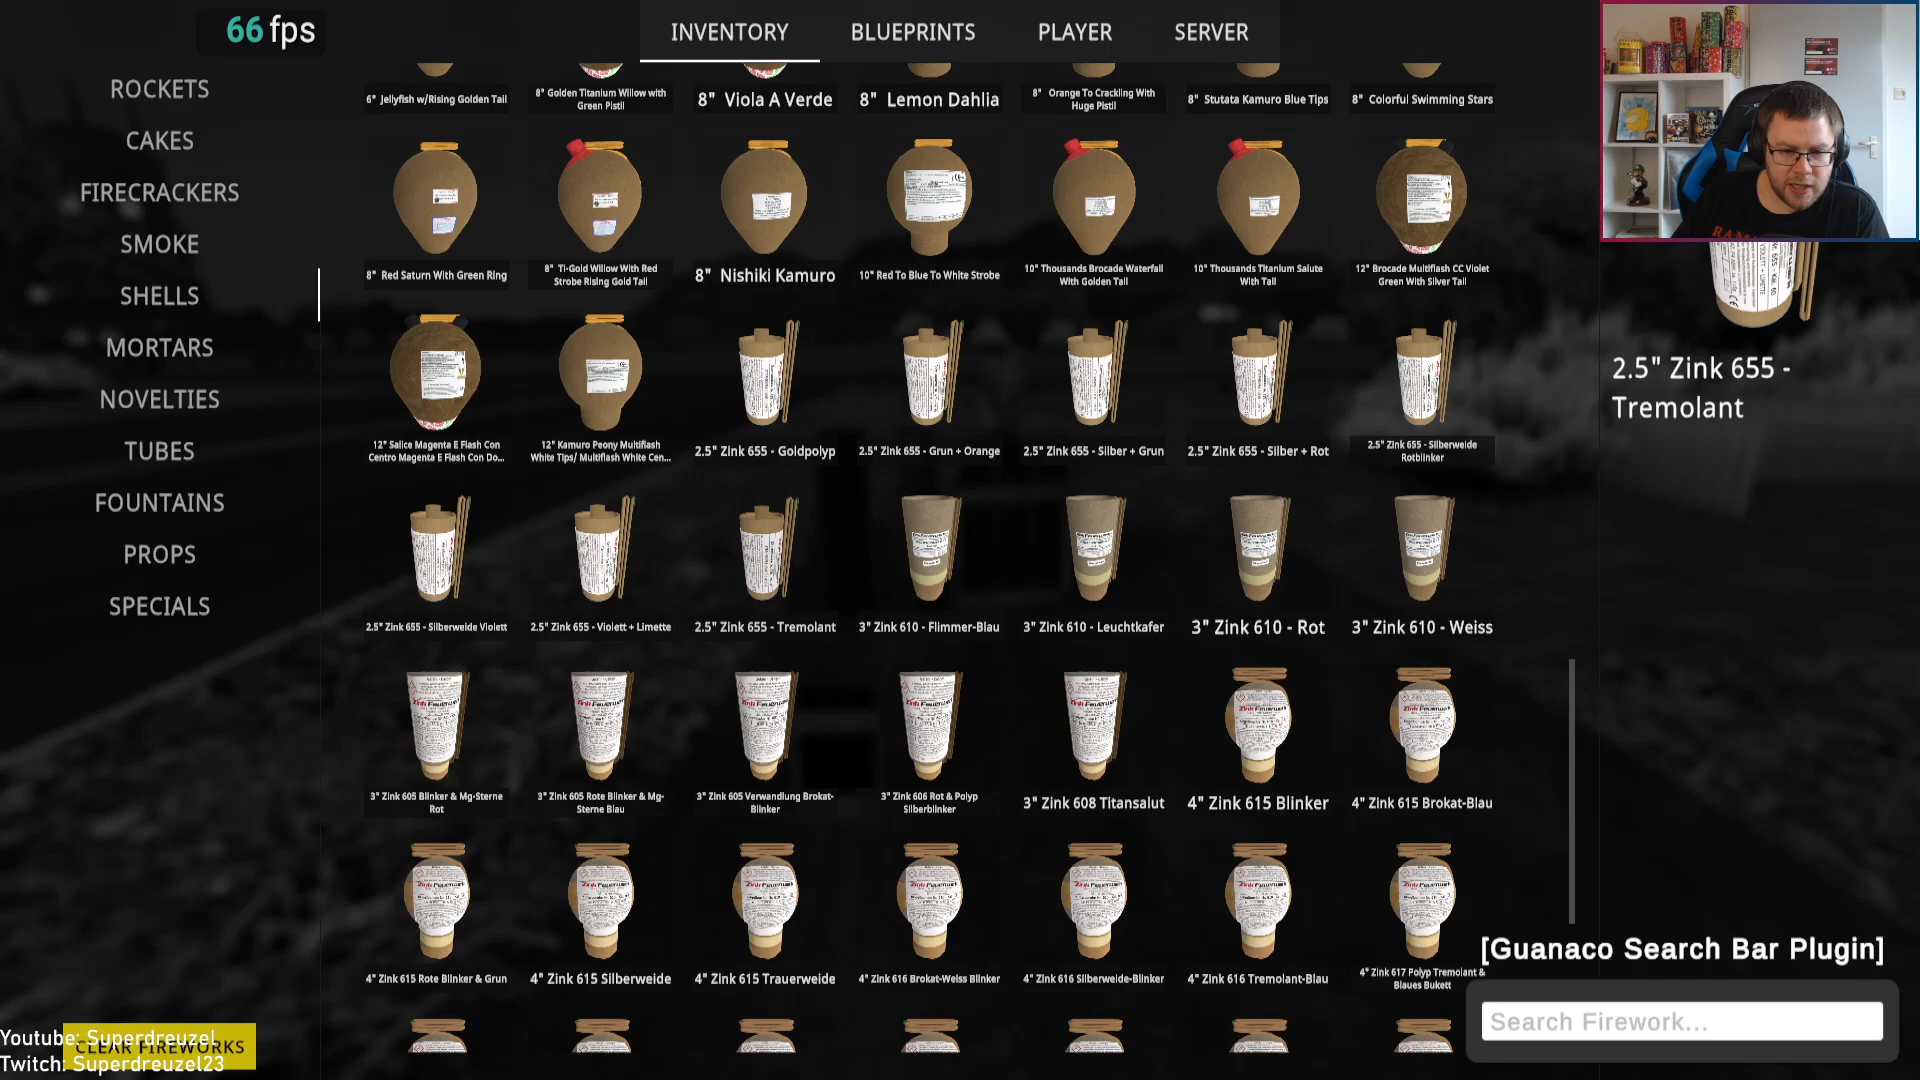 66 fps
INVENTORY
BLUEPRINTS
PLAYER
SERVER
ROCKETS
CAKES
FIRECRACKERS
SMOKE
SHELLS
MORTARS
NOVELTIES
TUBES
FOUNTAINS
PROPS
SPECIALS
6" Jellyfish w/Rising Golden Tail
8" Golden Titanium Willow with
Green Pistil
8" Viola A Verde
8" Lemon Dahlia
8" Orange To Crackling With
Huge Pistil
8" Stutata Kamuro Blue Tips
8" Colorful Swimming Stars
8" Red Saturn With Green Ring
8" Ti-Gold Willow With Red
Strobe Rising Gold Tail
8" Nishiki Kamuro
10" Red To Blue To White Strobe
10" Thousands Brocade Waterfall
With Golden Tail
10" Thousands Titanium Salute
With Tail
12" Brocade Multiflash CC Violet
Green With Silver Tail
12" Salice Magenta E Flash Con
Centro Magenta E Flash Con Do...
12" Kamuro Peony Multiflash
White Tips/ Multiflash White Cen...
2.5" Zink 655 - Goldpolyp
2.5" Zink 655 - Grun + Orange
2.5" Zink 655 - Silber + Grun
2.5" Zink 655 - Silber + Rot
2.5" Zink 655 - Silberweide
Rotblinker
2.5" Zink 655 - Silberweide Violett
2.5" Zink 655 - Violett + Limette
2.5" Zink 655 - Tremolant
3" Zink 610 - Flimmer-Blau
3" Zink 610 - Leuchtkafer
3" Zink 610 - Rot
3" Zink 610 - Weiss
3" Zink 605 Blinker & Mg-Sterne
Rot
3" Zink 605 Rote Blinker & Mg-
Sterne Blau
3" Zink 605 Verwandlung Brokat-
Blinker
3" Zink 606 Rot & Polyp
Silberblinker
3" Zink 608 Titansalut
4" Zink 615 Blinker
4" Zink 615 Brokat-Blau
4" Zink 615 Rote Blinker & Grun
4" Zink 615 Silberweide
4" Zink 615 Trauerweide
4" Zink 616 Brokat-Weiss Blinker
4" Zink 616 Silberweide-Blinker
4" Zink 616 Tremolant-Blau
4" Zink 617 Polyp Tremolant &
Blaues Bukett
2.5" Zink 655 -
Tremolant
[Guanaco Search Bar Plugin]
Search Firework...
CLEAR FIREWORKS
Youtube: Superdreuzel
Twitch: Superdreuzel23